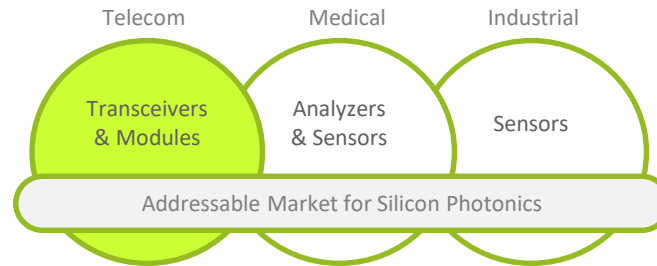 Telecom
Medical
Industrial
Transceivers
& Modules
Analyzers
& Sensors
Sensors
Addressable Market for Silicon Photonics